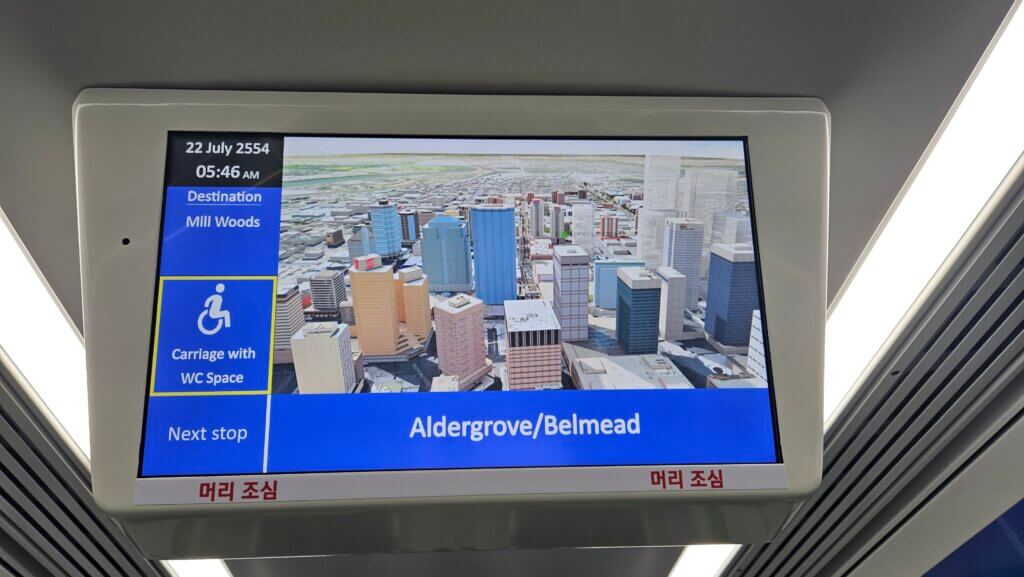 22 July 2554
05:46 AM
Destination
Mill Woods
Carriage with
WC Space
Next stop
Aldergrove/Belmead
머리 조심
머리 조심